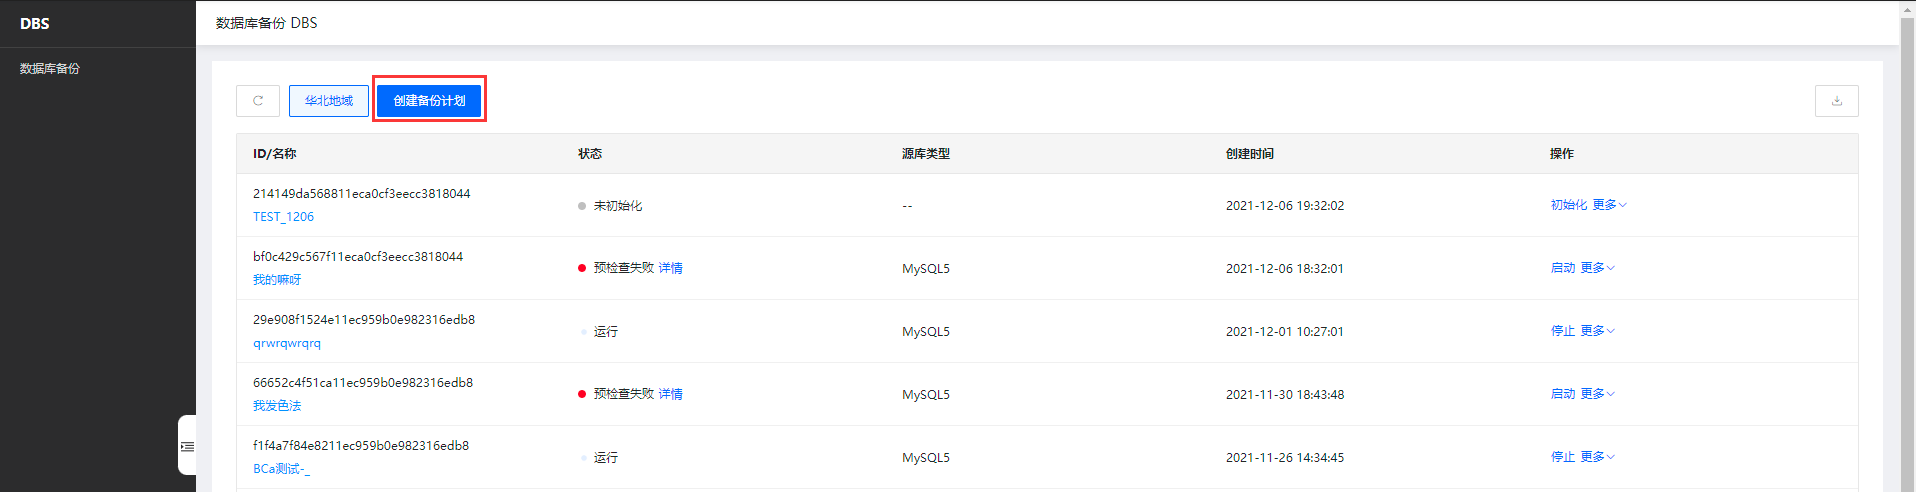 DBS
数据库备份 DBS
数据库备份
华北地域 创建备份计划
ID/名称 状态 源库类型 创建时间 操作
214149da568811eca0cf3eecc3818044
TEST_1206
未初始化 -- 2021-12-06 19:32:02 初始化 更多
bf0c429c567f11eca0cf3eecc3818044
我的嘛呀
预检查失败 详情 MySQL5 2021-12-06 18:32:01 启动 更多
29e908f1524e11ec959b0e982316edb8
qrwrqwrqrq
运行 MySQL5 2021-12-01 10:27:01 停止 更多
66652c4f51ca11ec959b0e982316edb8
我发色法
预检查失败 详情 MySQL5 2021-11-30 18:43:48 启动 更多
f1f4a7f84e8211ec959b0e982316edb8
BCa测试-_
运行 MySQL5 2021-11-26 14:34:45 停止 更多